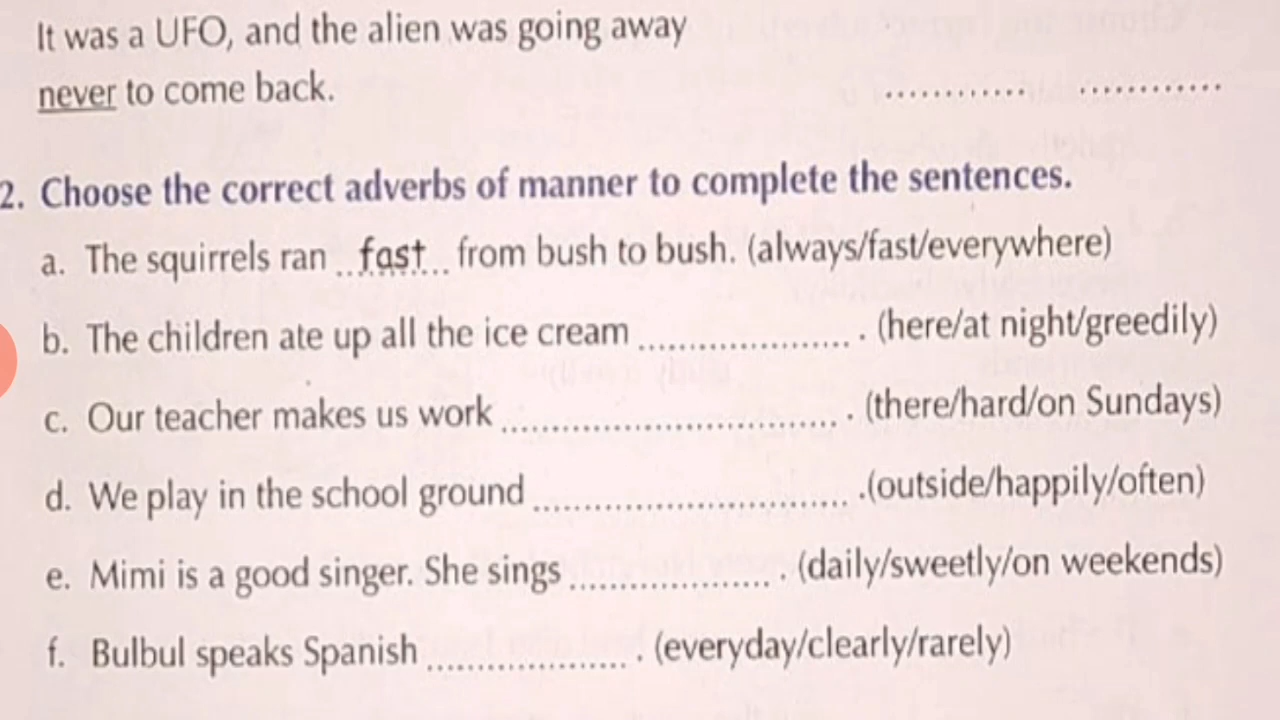 It was a UFO, and the alien was going away
never to come back. ............ ............
2. Choose the correct adverbs of manner to complete the sentences.
a. The squirrels ran ..fast.. from bush to bush. (always/fast/everywhere)
b. The children ate up all the ice cream .................... . (here/at night/greedily)
c. Our teacher makes us work ............................. . (there/hard/on Sundays)
d. We play in the school ground ........................... .(outside/happily/often)
e. Mimi is a good singer. She sings .................. . (daily/sweetly/on weekends)
f. Bulbul speaks Spanish .................. . (everyday/clearly/rarely)